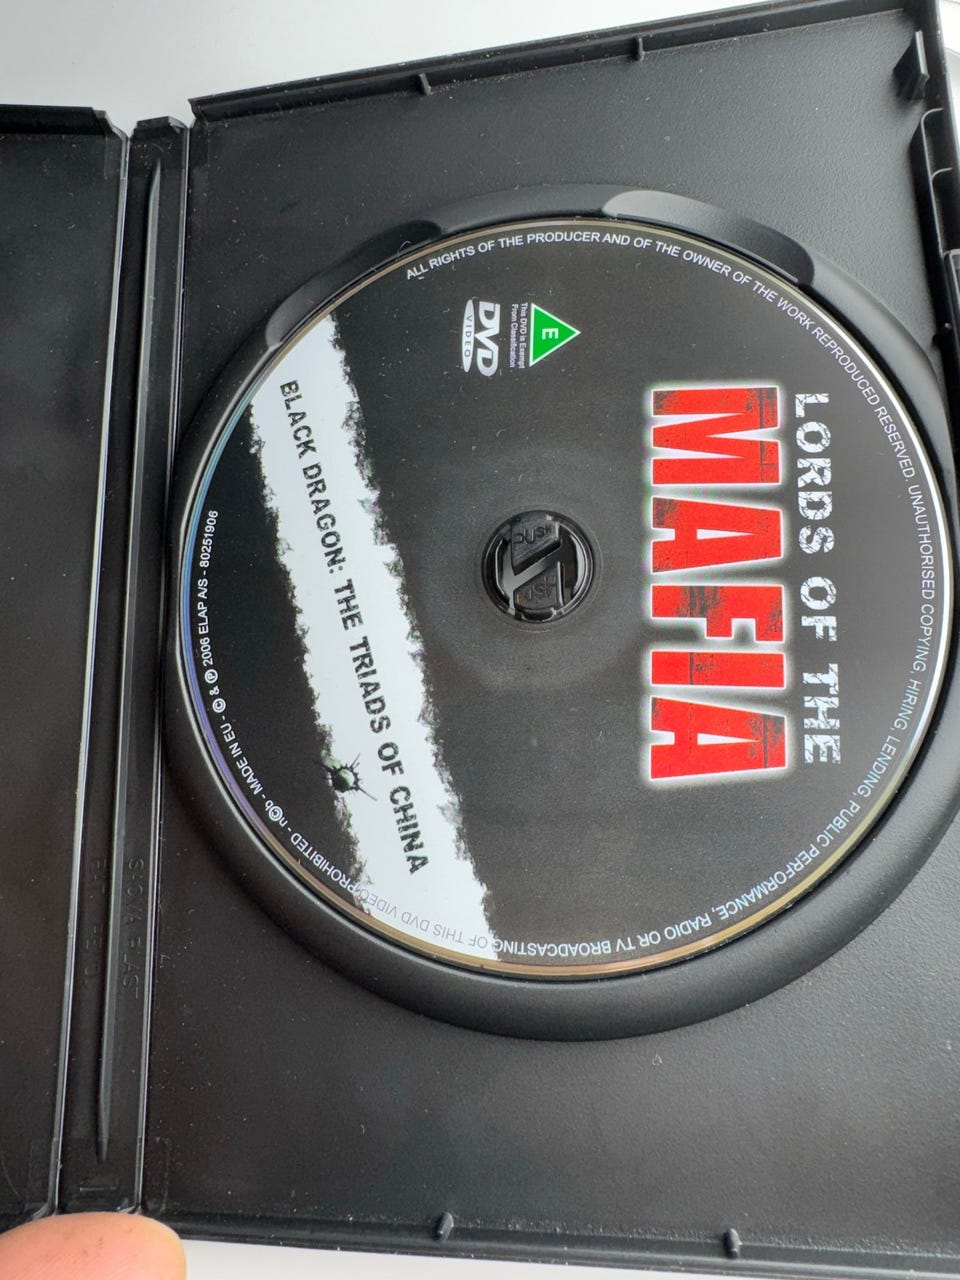 LORDS OF THE
MAFIA
E
This DVD is Exempt
From Classification
DVD
VIDEO
BLACK DRAGON: THE TRIADS OF CHINA
PUSH
PUSH
ALL RIGHTS OF THE PRODUCER AND OF THE OWNER OF THE WORK REPRODUCED RESERVED. UNAUTHORISED COPYING, HIRING, LENDING, PUBLIC PERFORMANCE, RADIO OR TV BROADCASTING OF THIS DVD VIDEO PROHIBITED - n©b - MADE IN EU - © & ℗ 2006 ELAP A/S - 80251906